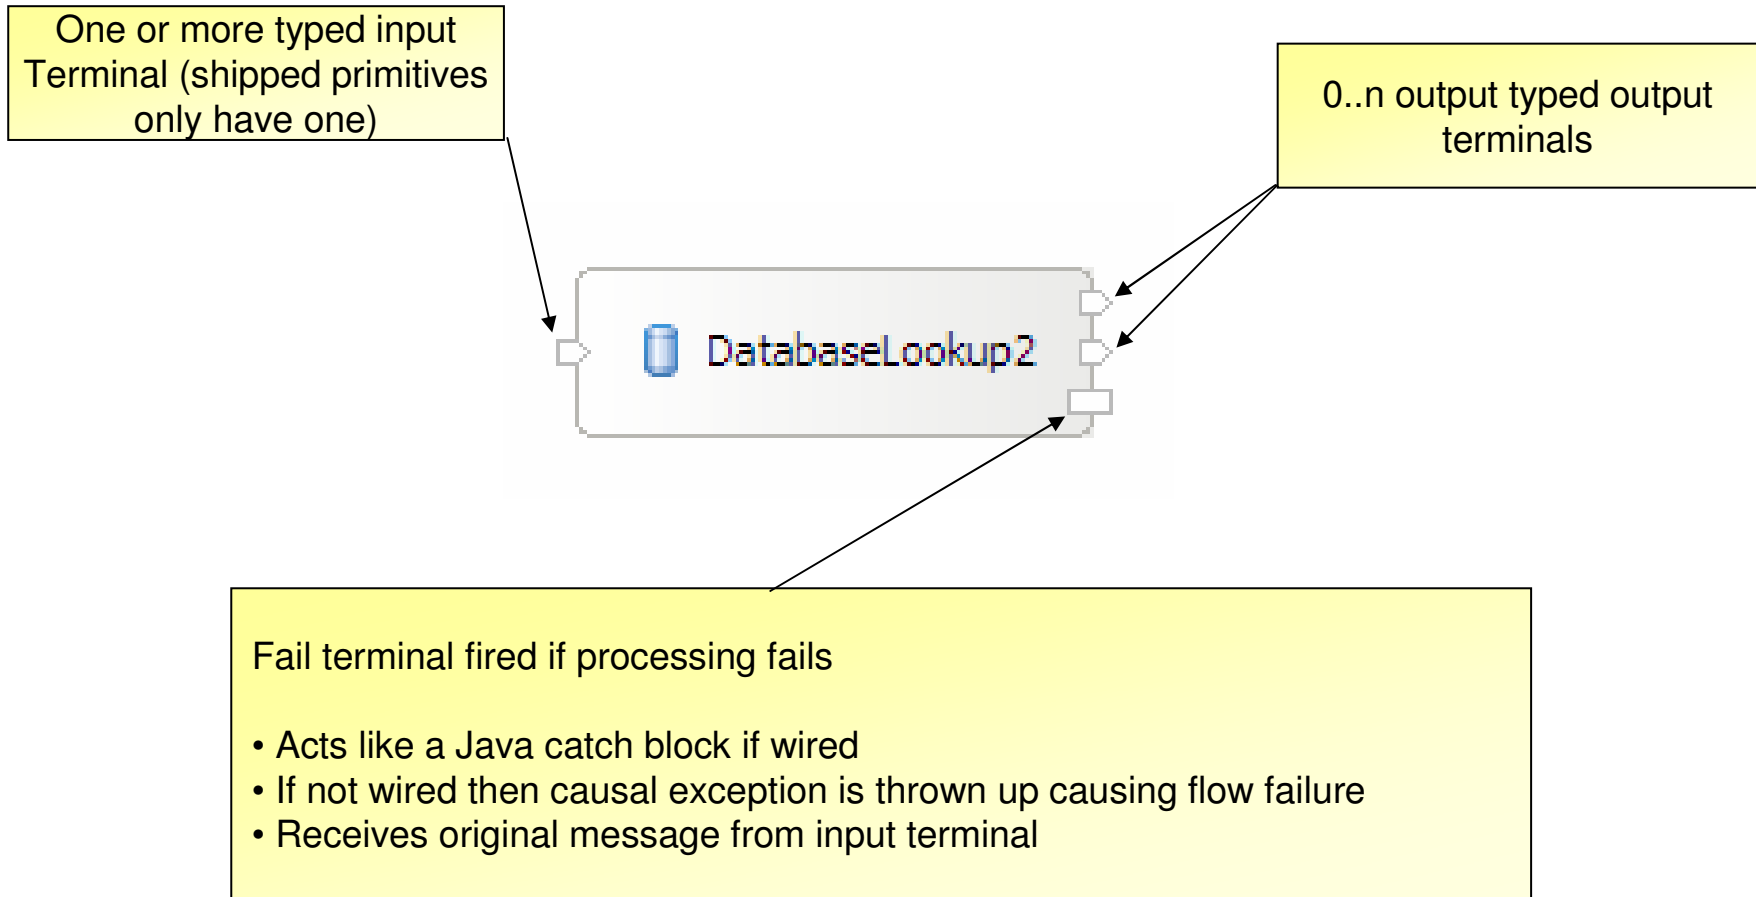 One or more typed input
Terminal (shipped primitives
only have one)
0..n output typed output
terminals
DatabaseLookup2
Fail terminal fired if processing fails
• Acts like a Java catch block if wired
• If not wired then causal exception is thrown up causing flow failure
• Receives original message from input terminal